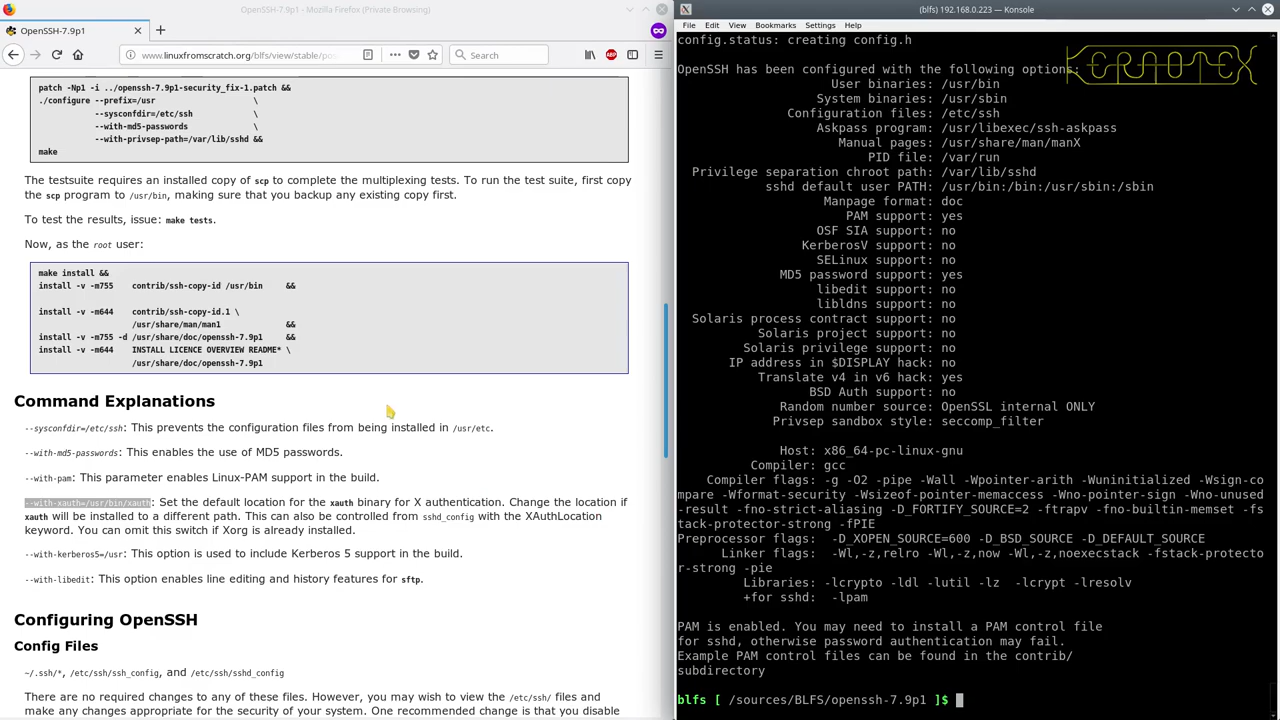 OpenSSH-7.9p1 - Mozilla Firefox (Private Browsing)
OpenSSH-7.9p1
www.linuxfromscratch.org/blfs/view/stable/pos
Search
patch -Np1 -i ../openssh-7.9p1-security_fix-1.patch &&
./configure --prefix=/usr \
--sysconfdir=/etc/ssh \
--with-md5-passwords \
--with-privsep-path=/var/lib/sshd &&
make
The testsuite requires an installed copy of scp to complete the multiplexing tests. To run the test suite, first copy
the scp program to /usr/bin, making sure that you backup any existing copy first.
To test the results, issue: make tests.
Now, as the root user:
make install &&
install -v -m755 contrib/ssh-copy-id /usr/bin &&
install -v -m644 contrib/ssh-copy-id.1 \
/usr/share/man/man1 &&
install -v -m755 -d /usr/share/doc/openssh-7.9p1 &&
install -v -m644 INSTALL LICENCE OVERVIEW README* \
/usr/share/doc/openssh-7.9p1
Command Explanations
--sysconfdir=/etc/ssh: This prevents the configuration files from being installed in /usr/etc.
--with-md5-passwords: This enables the use of MD5 passwords.
--with-pam: This parameter enables Linux-PAM support in the build.
--with-xauth=/usr/bin/xauth: Set the default location for the xauth binary for X authentication. Change the location if
xauth will be installed to a different path. This can also be controlled from sshd_config with the XAuthLocation
keyword. You can omit this switch if Xorg is already installed.
--with-kerberos5=/usr: This option is used to include Kerberos 5 support in the build.
--with-libedit: This option enables line editing and history features for sftp.
Configuring OpenSSH
Config Files
~/.ssh/*, /etc/ssh/ssh_config, and /etc/ssh/sshd_config
There are no required changes to any of these files. However, you may wish to view the /etc/ssh/ files and
make any changes appropriate for the security of your system. One recommended change is that you disable
(blfs) 192.168.0.223 — Konsole
File Edit View Bookmarks Settings Help
KERNOTEX
config.status: creating config.h
OpenSSH has been configured with the following options:
User binaries: /usr/bin
System binaries: /usr/sbin
Configuration files: /etc/ssh
Askpass program: /usr/libexec/ssh-askpass
Manual pages: /usr/share/man/manX
PID file: /var/run
Privilege separation chroot path: /var/lib/sshd
sshd default user PATH: /usr/bin:/bin:/usr/sbin:/sbin
Manpage format: doc
PAM support: yes
OSF SIA support: no
KerberosV support: no
SELinux support: no
MD5 password support: yes
libedit support: no
libldns support: no
Solaris process contract support: no
Solaris project support: no
Solaris privilege support: no
IP address in $DISPLAY hack: no
Translate v4 in v6 hack: yes
BSD Auth support: no
Random number source: OpenSSL internal ONLY
Privsep sandbox style: seccomp_filter
Host: x86_64-pc-linux-gnu
Compiler: gcc
Compiler flags: -g -O2 -pipe -Wall -Wpointer-arith -Wuninitialized -Wsign-co
mpare -Wformat-security -Wsizeof-pointer-memaccess -Wno-pointer-sign -Wno-unused
-result -fno-strict-aliasing -D_FORTIFY_SOURCE=2 -ftrapv -fno-builtin-memset -fs
tack-protector-strong -fPIE
Preprocessor flags: -D_XOPEN_SOURCE=600 -D_BSD_SOURCE -D_DEFAULT_SOURCE
Linker flags: -Wl,-z,relro -Wl,-z,now -Wl,-z,noexecstack -fstack-protecto
r-strong -pie
Libraries: -lcrypto -ldl -lutil -lz -lcrypt -lresolv
+for sshd: -lpam
PAM is enabled. You may need to install a PAM control file
for sshd, otherwise password authentication may fail.
Example PAM control files can be found in the contrib/
subdirectory
blfs [ /sources/BLFS/openssh-7.9p1 ]$